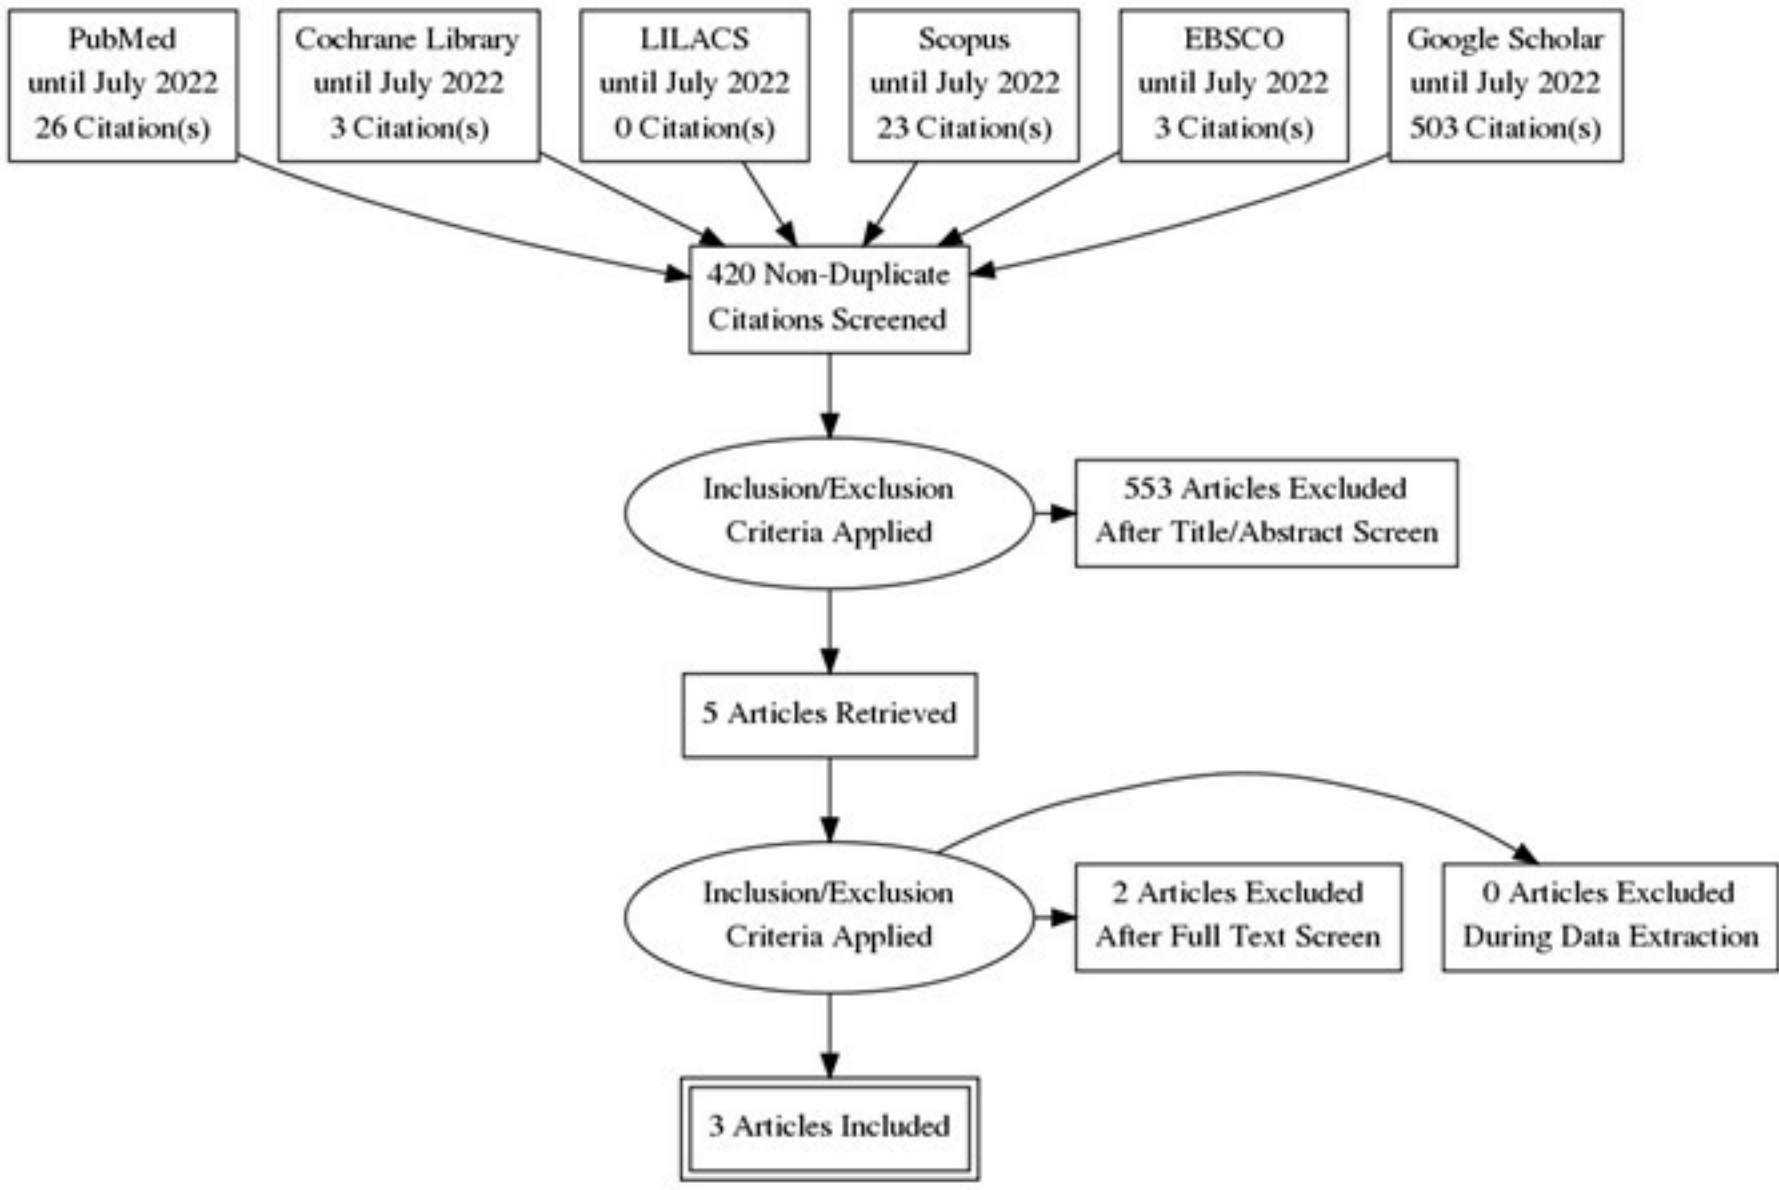 PubMed
until July 2022
26 Citation(s)
Cochrane Library
until July 2022
3 Citation(s)
LILACS
until July 2022
0 Citation(s)
Scopus
until July 2022
23 Citation(s)
EBSCO
until July 2022
3 Citation(s)
Google Scholar
until July 2022
503 Citation(s)
420 Non-Duplicate
Citations Screened
Inclusion/Exclusion
Criteria Applied
553 Articles Excluded
After Title/Abstract Screen
5 Articles Retrieved
Inclusion/Exclusion
Criteria Applied
2 Articles Excluded
After Full Text Screen
0 Articles Excluded
During Data Extraction
3 Articles Included